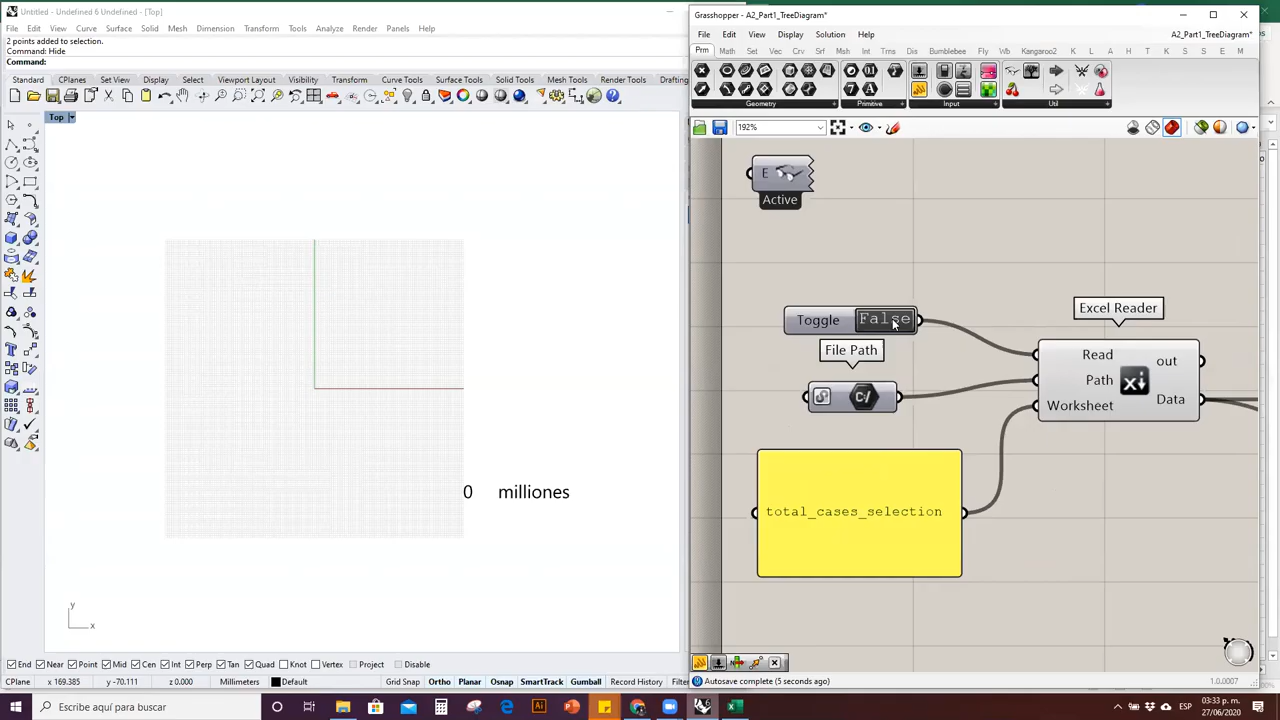 Untitled - Undefined 6 Undefined - [Top]
File Edit View Curve Surface Solid Mesh Dimension Transform Tools Analyze Render Panels Help
2 points added to selection.
Command: Hide
Command:
Standard CPlanes Set View Display Select Viewport Layout Visibility Transform Curve Tools Surface Tools Solid Tools Mesh Tools Render Tools Drafting
Top
0 milliones
y
x
End Near Point Mid Cen Int Perp Tan Quad Knot Vertex Project Disable
CPlane x 169.385 y -70.111 z 0.000 Millimeters Default Grid Snap Ortho Planar Osnap SmartTrack Gumball Record History Filter
Grasshopper - A2_Part1_TreeDiagram*
File Edit View Display Solution Help A2_Part1_TreeDiagram*
Prm Math Set Vec Crv Srf Msh Int Trns Dis Bumblebee Fly Wb Kangaroo2 K L A H T K S S E M
Geometry Primitive Input Util
192%
E
Active
Toggle False
Excel Reader
File Path
Read
Path
Worksheet
out
Data
C:/
total_cases_selection
Autosave complete (5 seconds ago)
1.0.0007
Escribe aquí para buscar
ESP
03:33 p. m.
27/06/2020